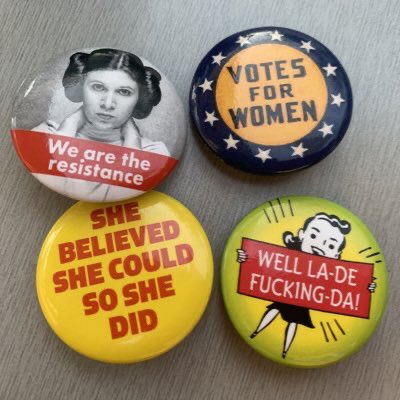 We are the
resistance
VOTES
FOR
WOMEN
SHE
BELIEVED
SHE COULD
SO SHE
DID
WELL LA-DE
FUCKING-DA!